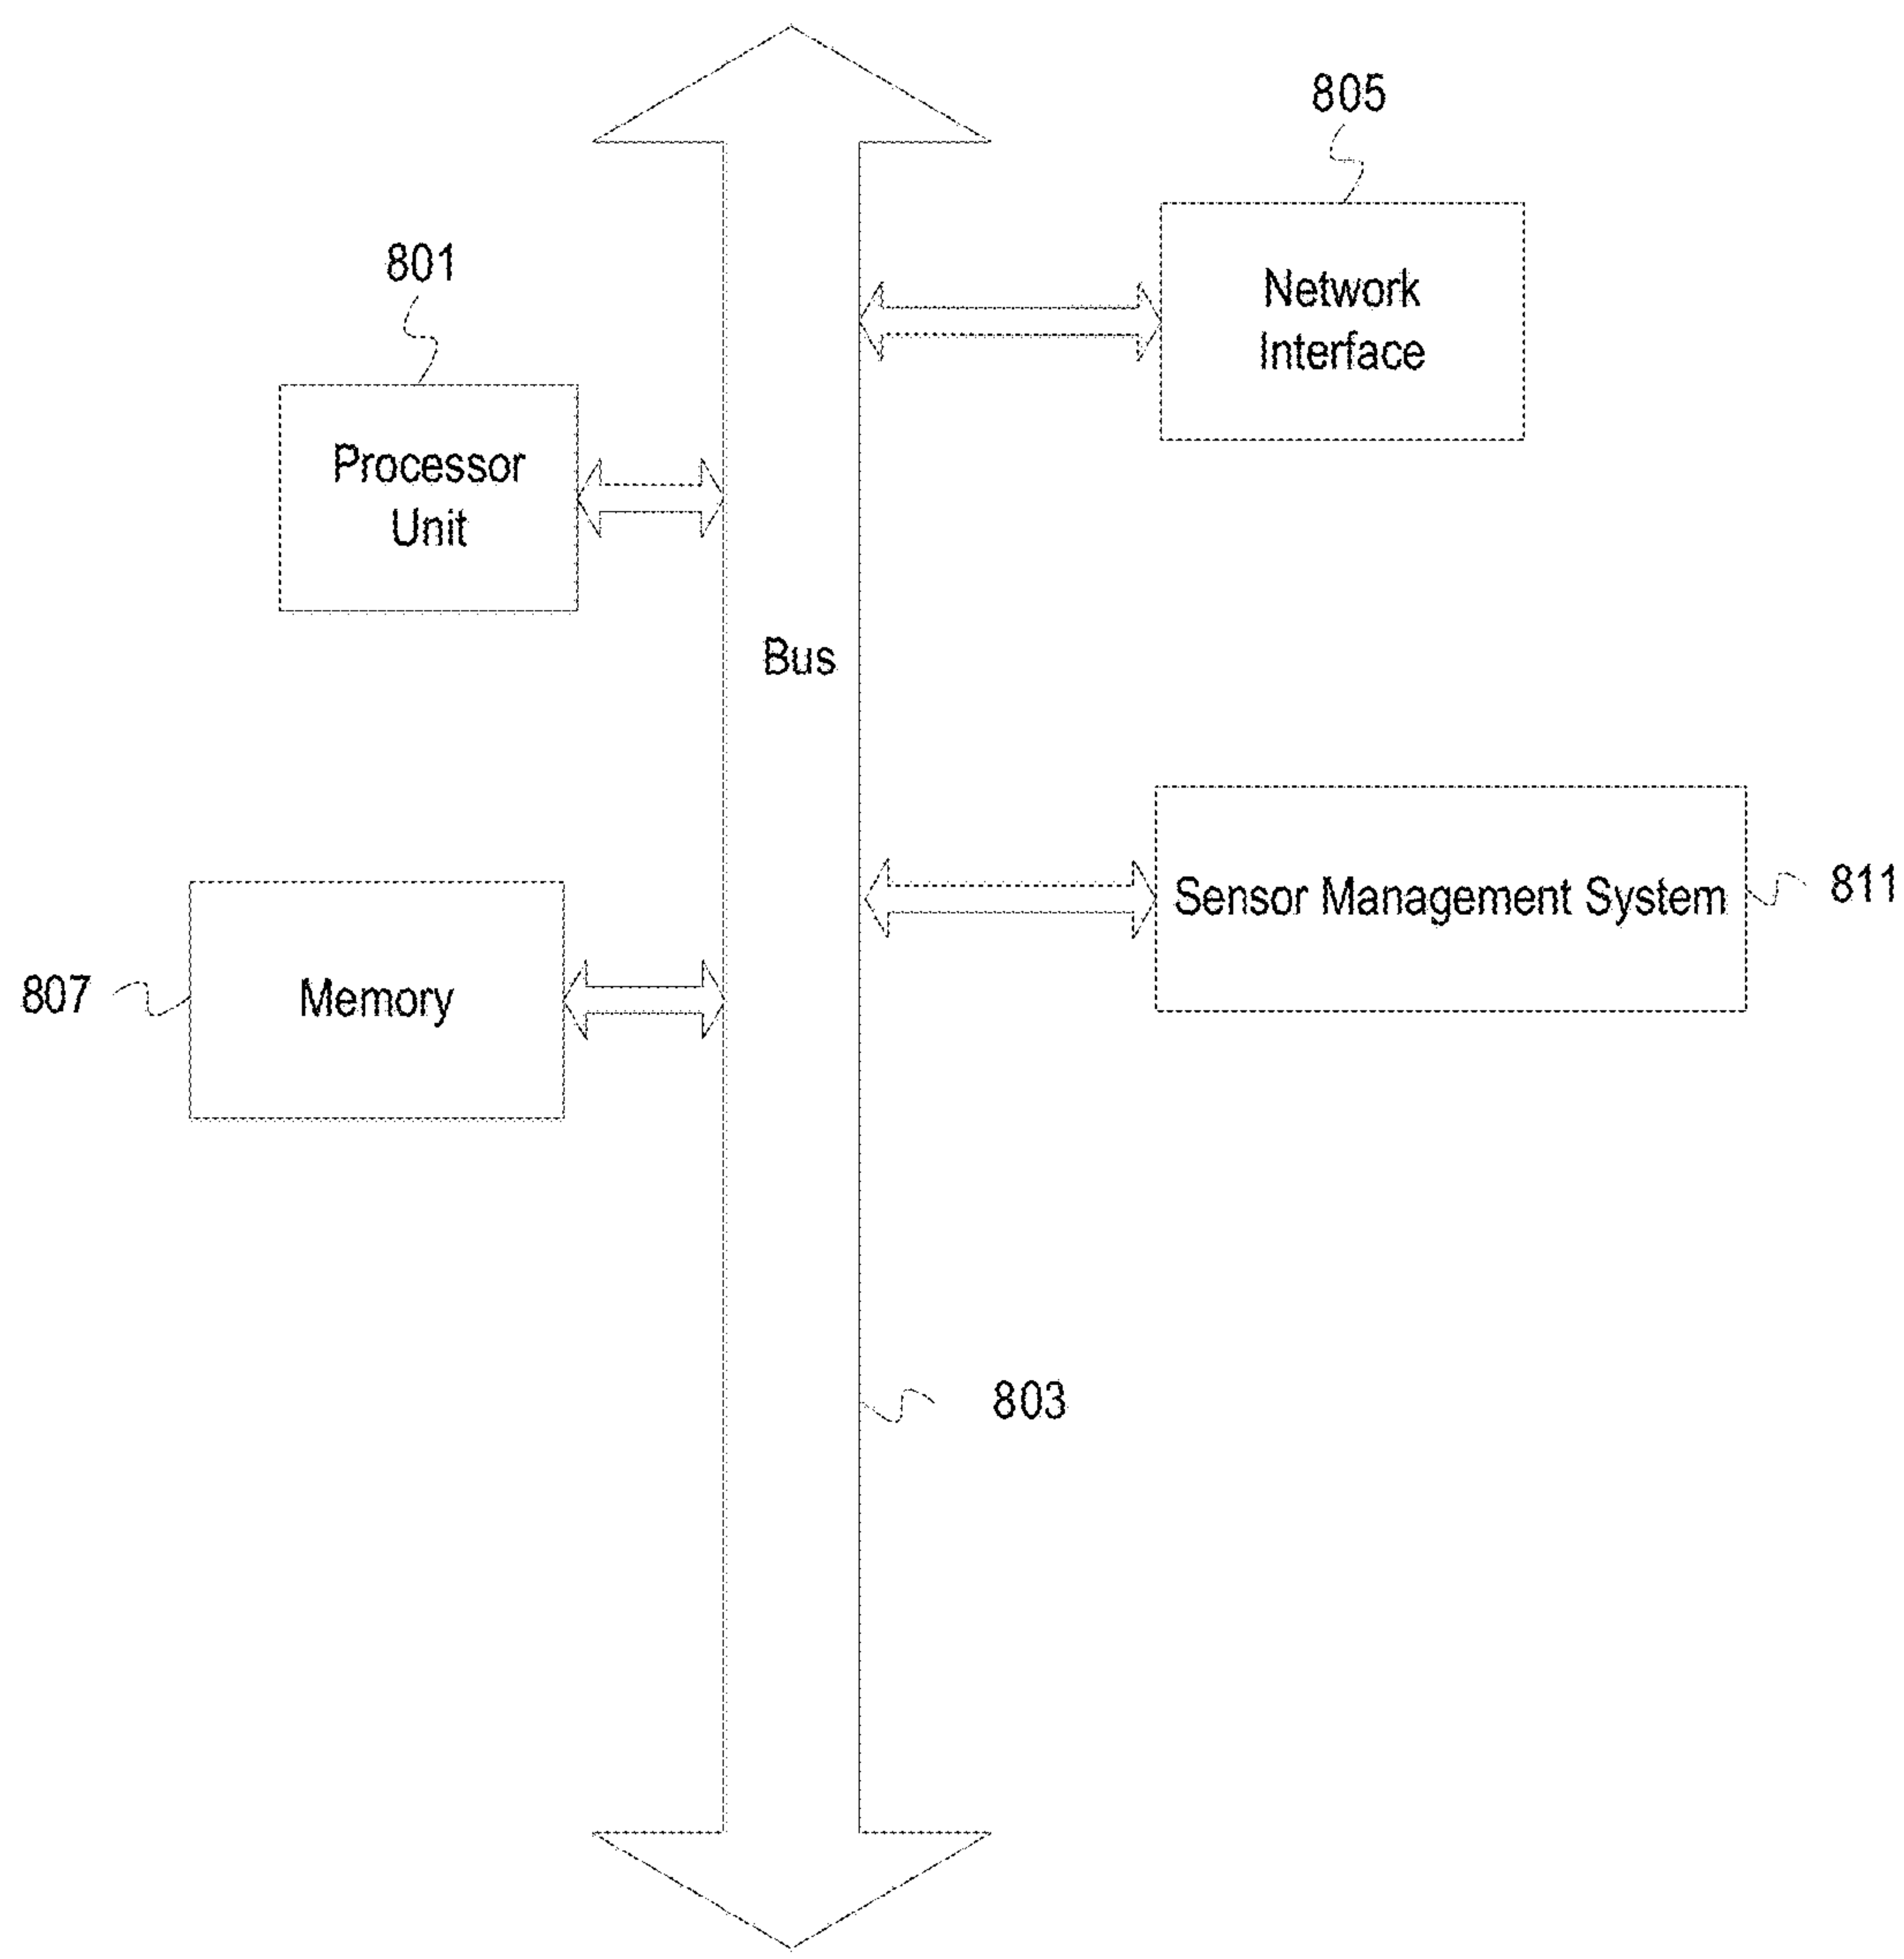 805
Network
Interface
801
Processor
Unit
Bus
Sensor Management System
811
807
Memory
803